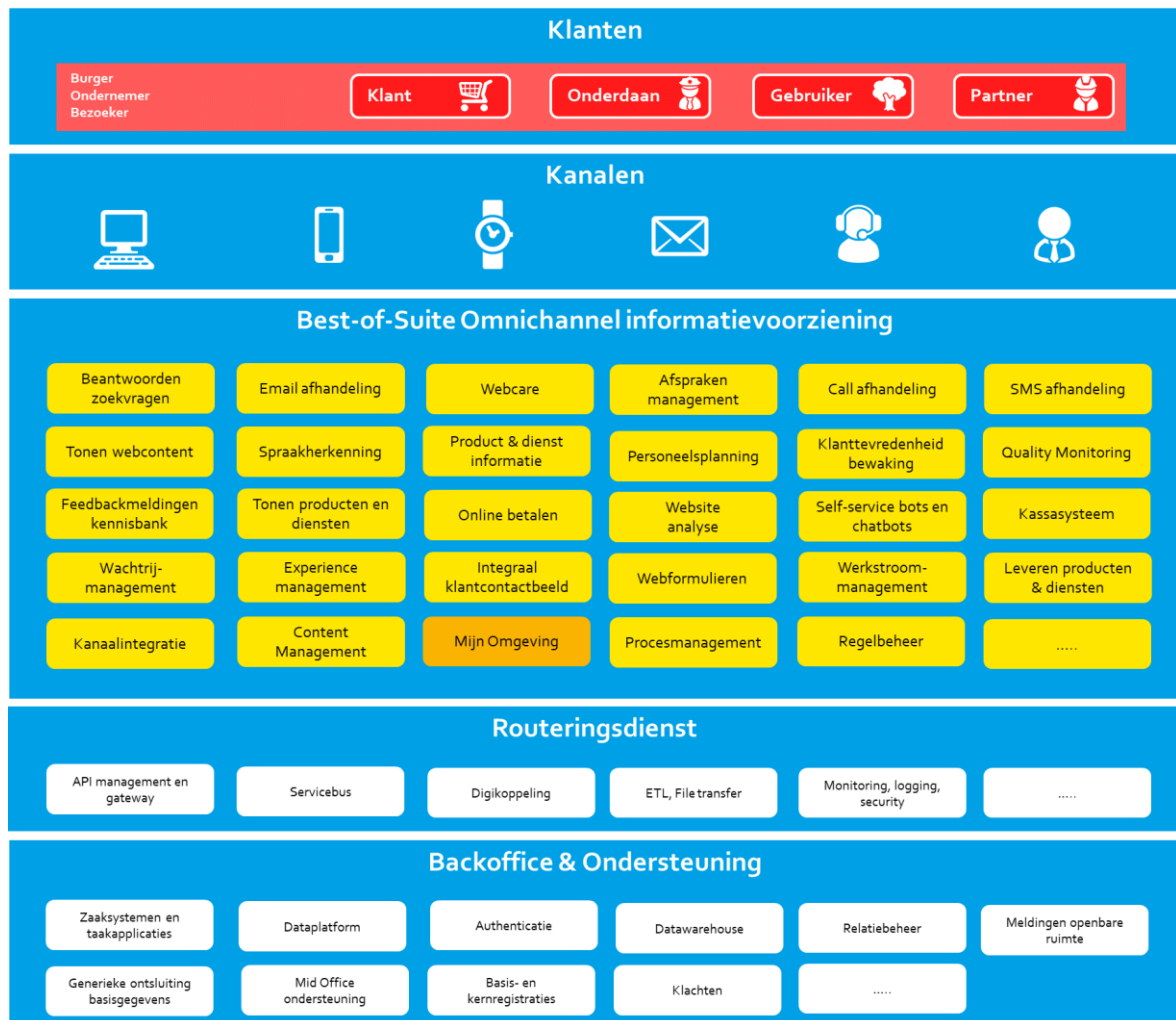 Klanten
Burger
Ondernemer
Bezoeker
Klant
Onderdaan
Gebruiker
Partner
Kanalen
Best-of-Suite Omnichannel informatievoorziening
Beantwoorden
zoekvragen
Email afhandeling
Webcare
Afspraken
management
Call afhandeling
SMS afhandeling
Tonen webcontent
Spraakherkenning
Product & dienst
informatie
Personeelsplanning
Klanttevredenheid
bewaking
Quality Monitoring
Feedbackmeldingen
kennisbank
Tonen producten en
diensten
Online betalen
Website
analyse
Self-service bots en
chatbots
Kassasysteem
Wachtrij-
management
Experience
management
Integraal
klantcontactbeeld
Webformulieren
Werkstroom-
management
Leveren producten
& diensten
Kanaalintegratie
Content
Management
Mijn Omgeving
Procesmanagement
Regelbeheer
.....
Routeringsdienst
API management en
gateway
Servicebus
Digikoppeling
ETL, File transfer
Monitoring, logging,
security
.....
Backoffice & Ondersteuning
Zaaksystemen en
taakapplicaties
Dataplatform
Authenticatie
Datawarehouse
Relatiebeheer
Meldingen openbare
ruimte
Generieke ontsluiting
basisgegevens
Mid Office
ondersteuning
Basis- en
kernregistraties
Klachten
.....